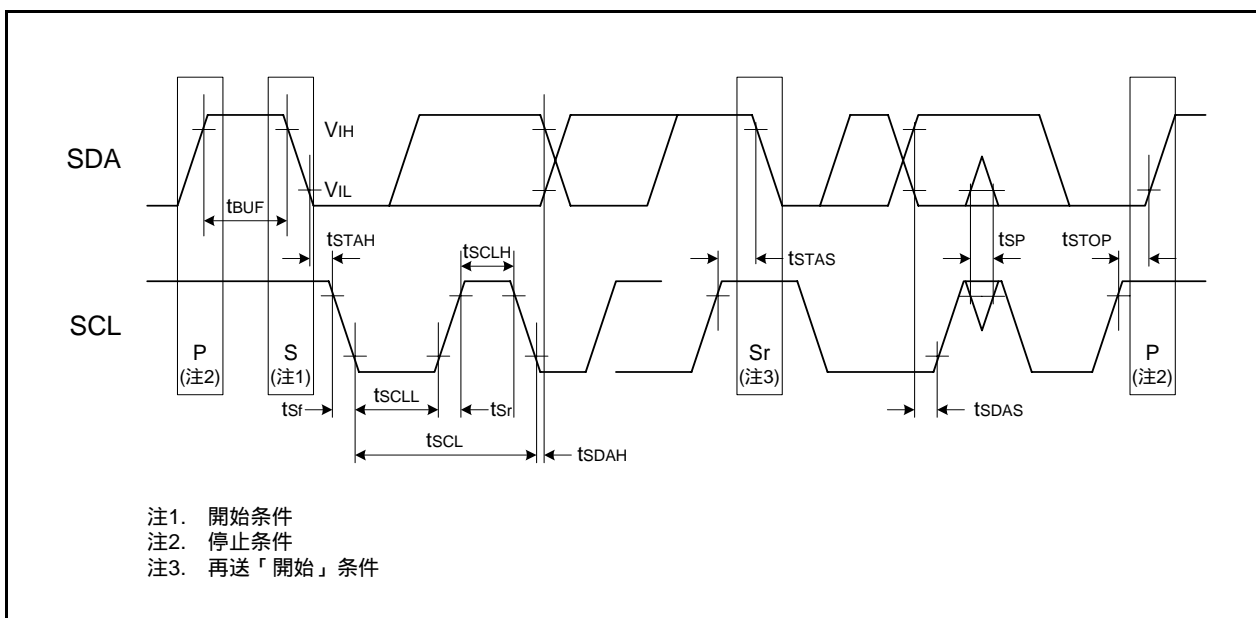 SDA
VIH
VIL
tBUF
tSTAH
tSCLH
tSTAS
tSP
tSTOP
SCL
P
(注2)
S
(注1)
Sr
(注3)
P
(注2)
tSf
tSCLL
tSr
tSCL
tSDAH
tSDAS
注1. 開始条件
注2. 停止条件
注3. 再送「開始」条件